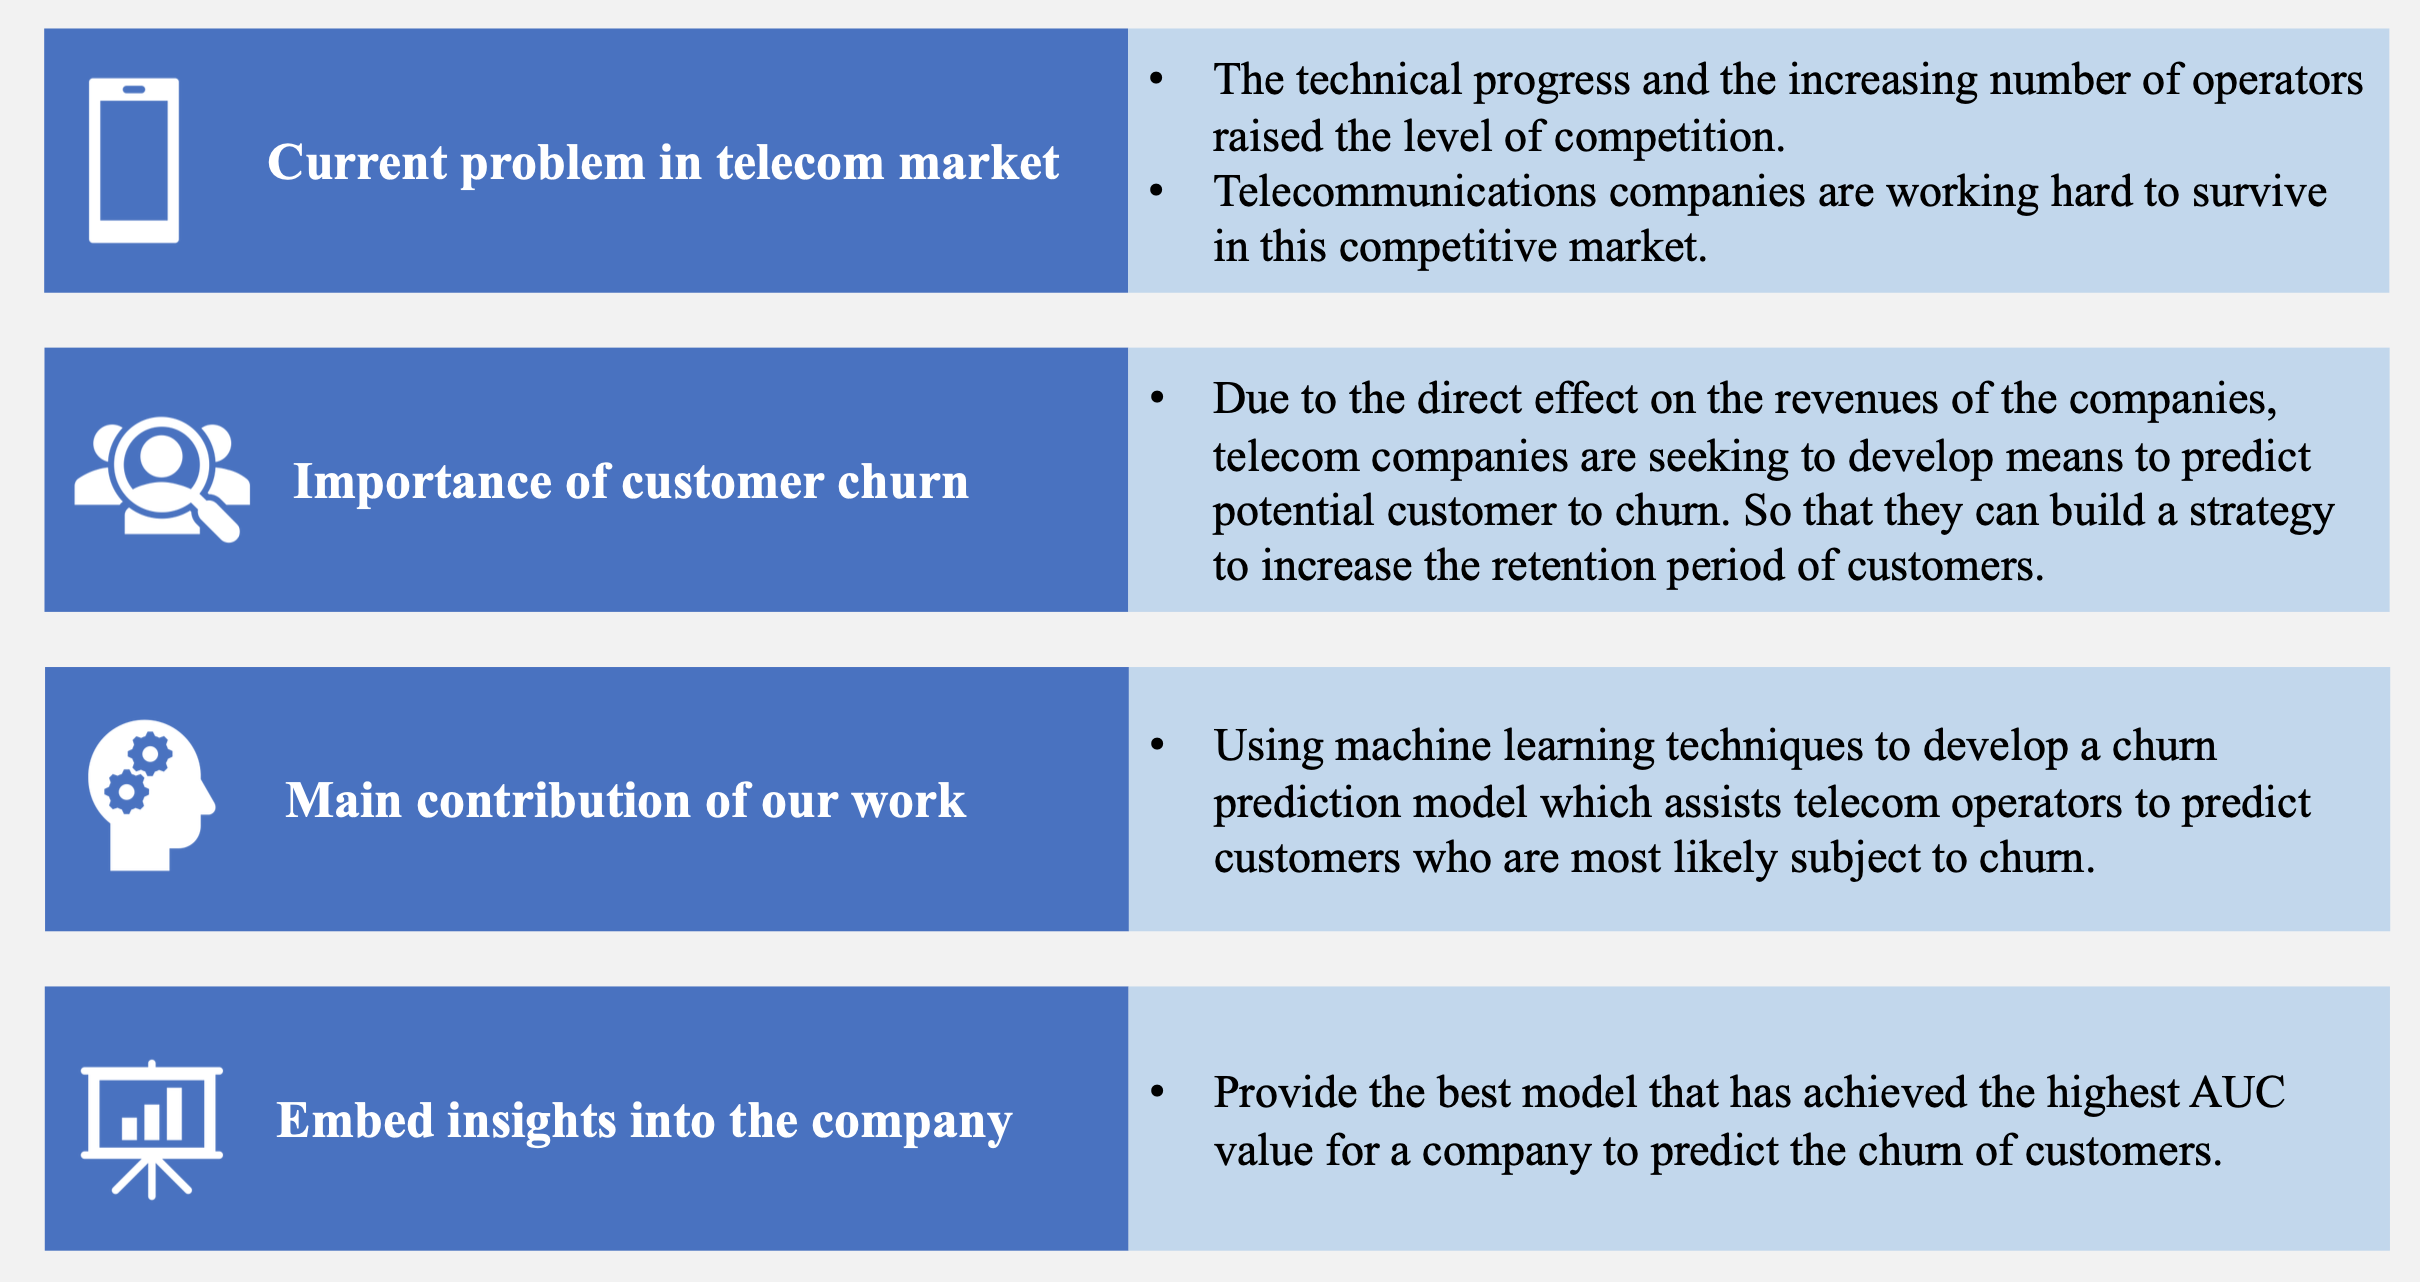 Current problem in telecom market
• The technical progress and the increasing number of operators
raised the level of competition.
• Telecommunications companies are working hard to survive
in this competitive market.
Importance of customer churn
• Due to the direct effect on the revenues of the companies,
telecom companies are seeking to develop means to predict
potential customer to churn. So that they can build a strategy
to increase the retention period of customers.
Main contribution of our work
• Using machine learning techniques to develop a churn
prediction model which assists telecom operators to predict
customers who are most likely subject to churn.
Embed insights into the company
• Provide the best model that has achieved the highest AUC
value for a company to predict the churn of customers.